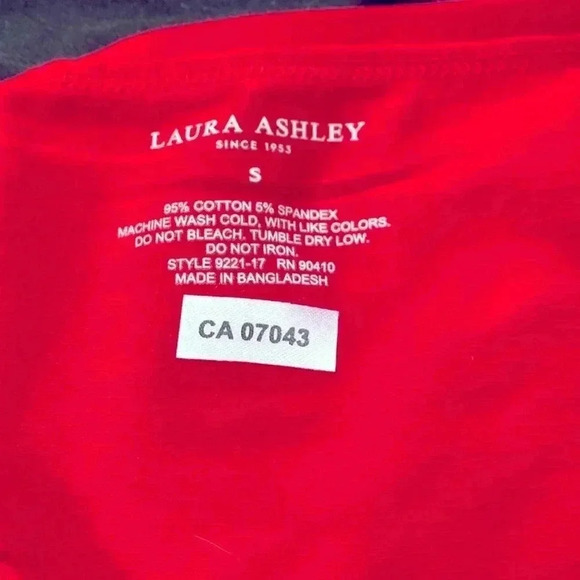 LAURA ASHLEY
SINCE 1953
S
95% COTTON 5% SPANDEX
MACHINE WASH COLD, WITH LIKE COLORS.
DO NOT BLEACH. TUMBLE DRY LOW.
DO NOT IRON.
STYLE 9221-17 RN 90410
MADE IN BANGLADESH
CA 07043